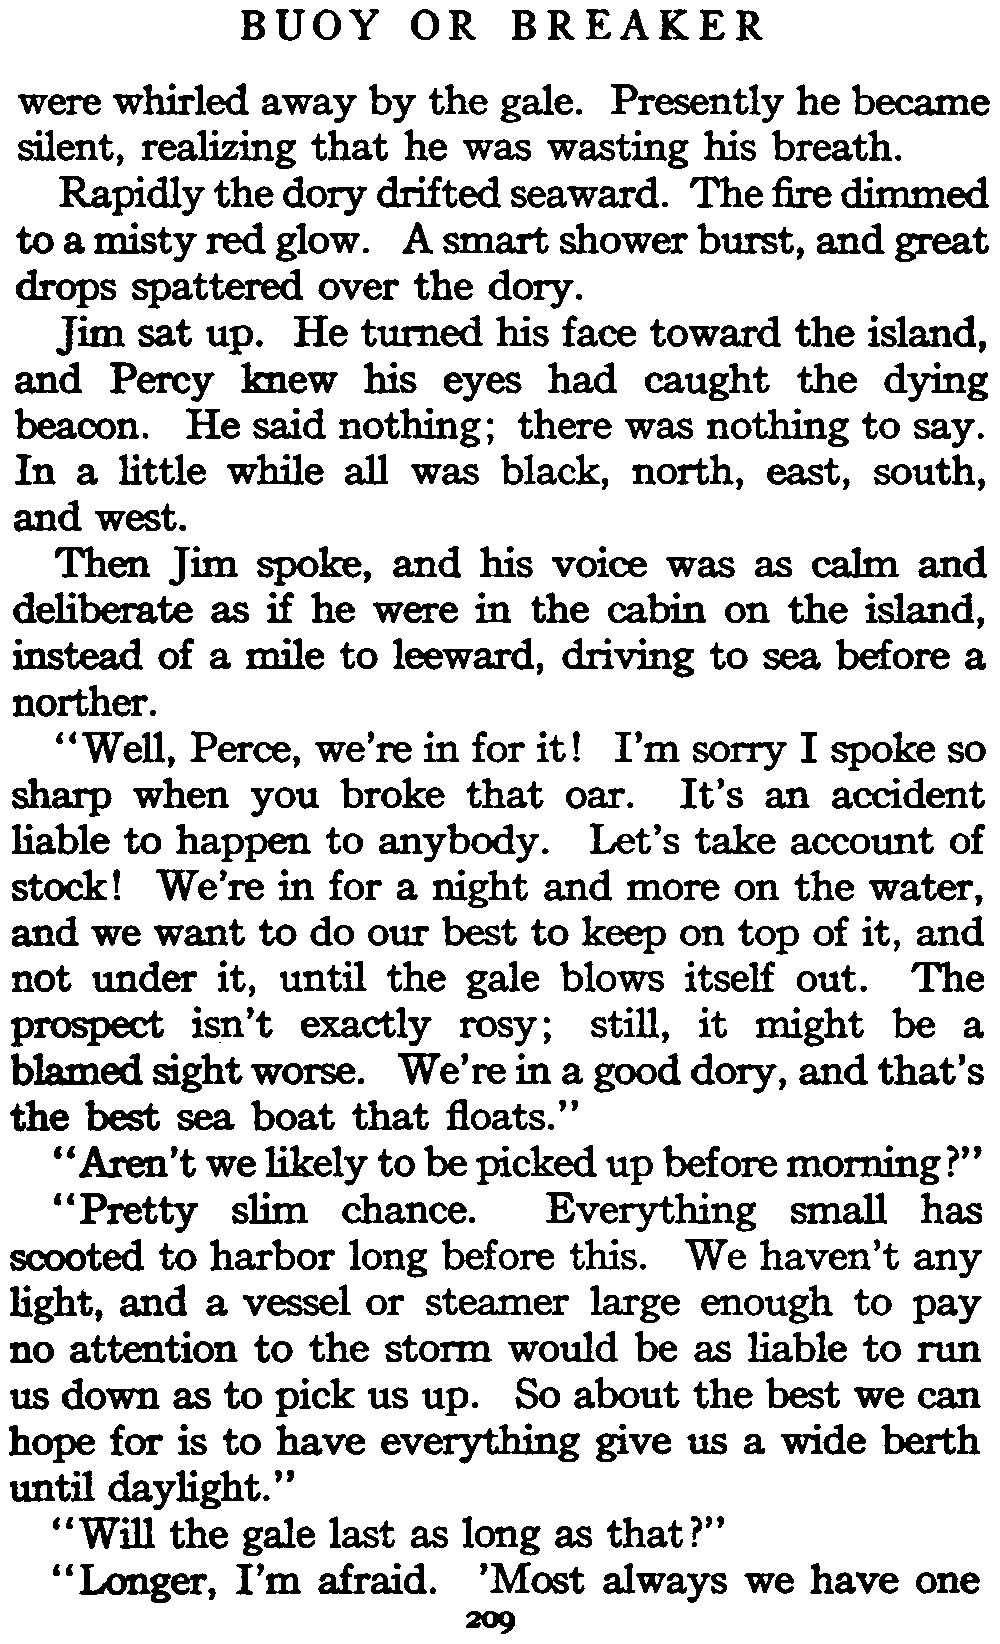 BUOY OR BREAKER
were whirled away by the gale. Presently he became
silent, realizing that he was wasting his breath.
Rapidly the dory drifted seaward. The fire dimmed
to a misty red glow. A smart shower burst, and great
drops spattered over the dory.
Jim sat up. He turned his face toward the island,
and Percy knew his eyes had caught the dying
beacon. He said nothing; there was nothing to say.
In a little while all was black, north, east, south,
and west.
Then Jim spoke, and his voice was as calm and
deliberate as if he were in the cabin on the island,
instead of a mile to leeward, driving to sea before a
norther.
"Well, Perce, we're in for it! I'm sorry I spoke so
sharp when you broke that oar. It's an accident
liable to happen to anybody. Let's take account of
stock! We're in for a night and more on the water,
and we want to do our best to keep on top of it, and
not under it, until the gale blows itself out. The
prospect isn't exactly rosy; still, it might be a
blamed sight worse. We're in a good dory, and that's
the best sea boat that floats."
"Aren't we likely to be picked up before morning?"
"Pretty slim chance. Everything small has
scooted to harbor long before this. We haven't any
light, and a vessel or steamer large enough to pay
no attention to the storm would be as liable to run
us down as to pick us up. So about the best we can
hope for is to have everything give us a wide berth
until daylight."
"Will the gale last as long as that?"
"Longer, I'm afraid. 'Most always we have one
209